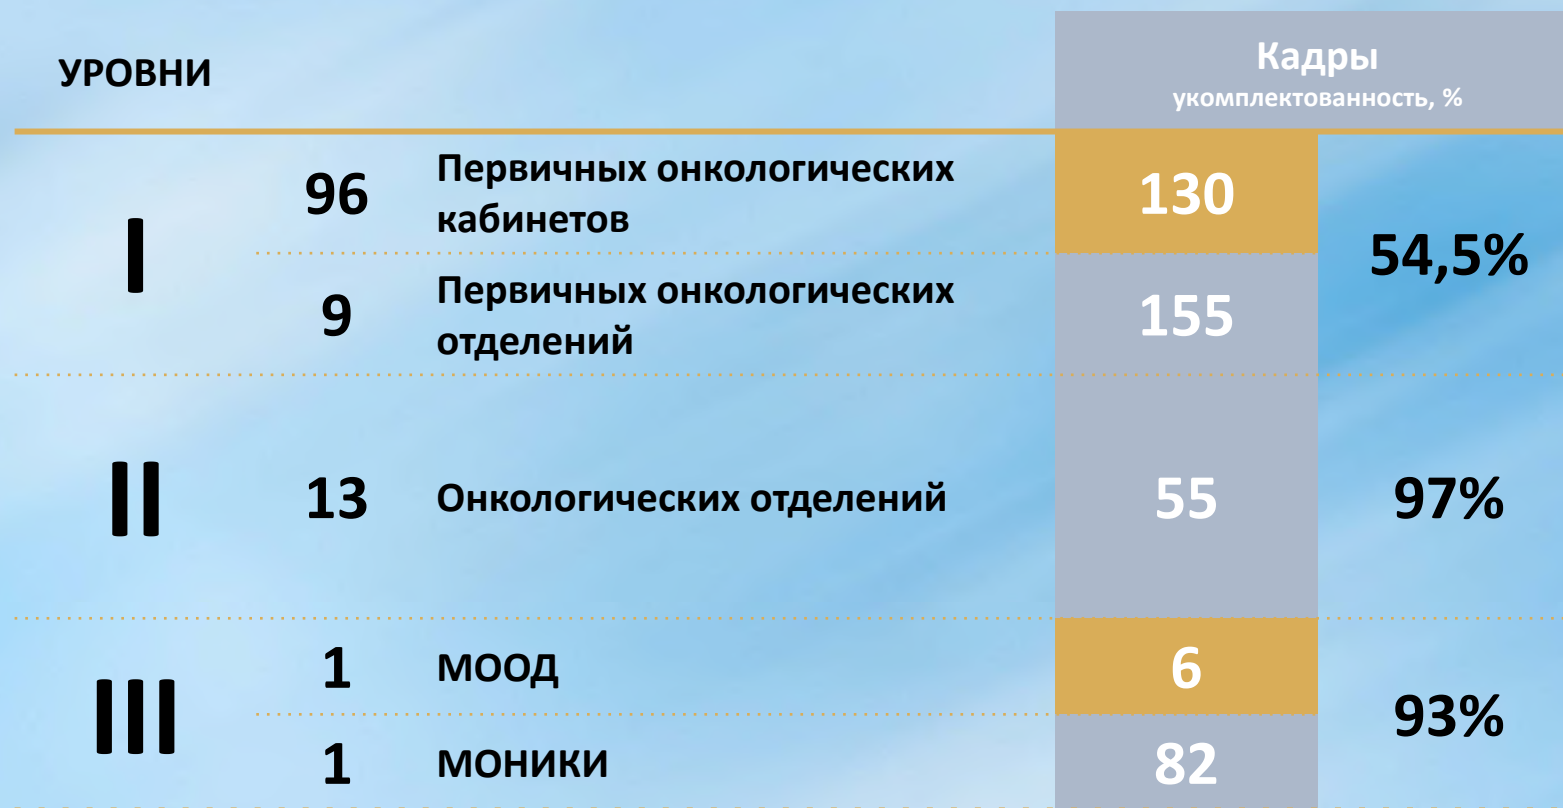 УРОВНИ
Кадры
укомплектованность, %
I
96
Первичных онкологических
кабинетов
130
54,5%
9
Первичных онкологических
отделений
155
II
13
Онкологических отделений
55
97%
III
1
МООД
6
93%
1
МОНИКИ
82